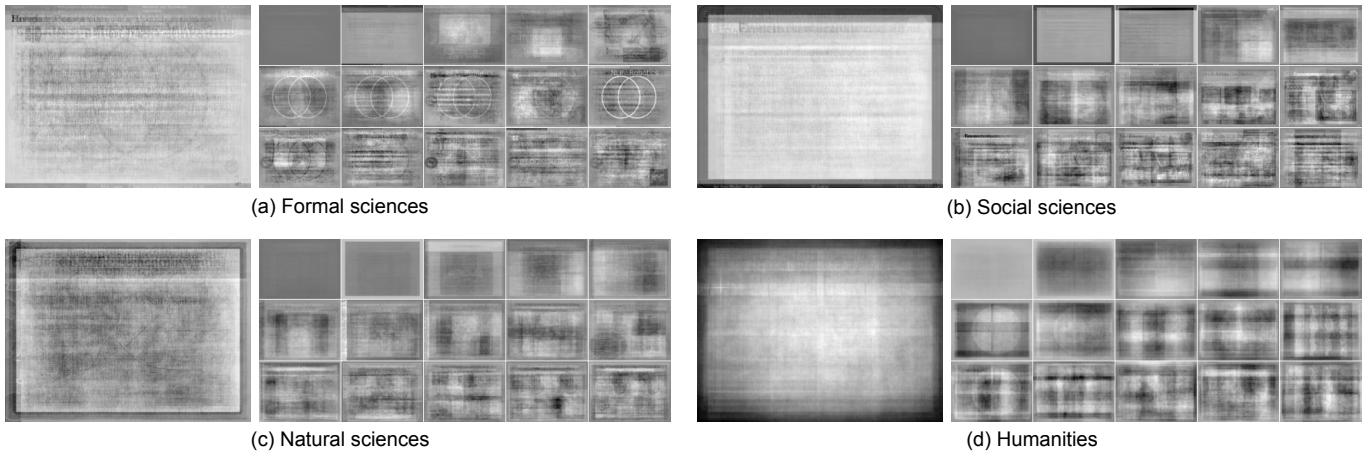 (a) Formal sciences
(b) Social sciences
(c) Natural sciences
(d) Humanities